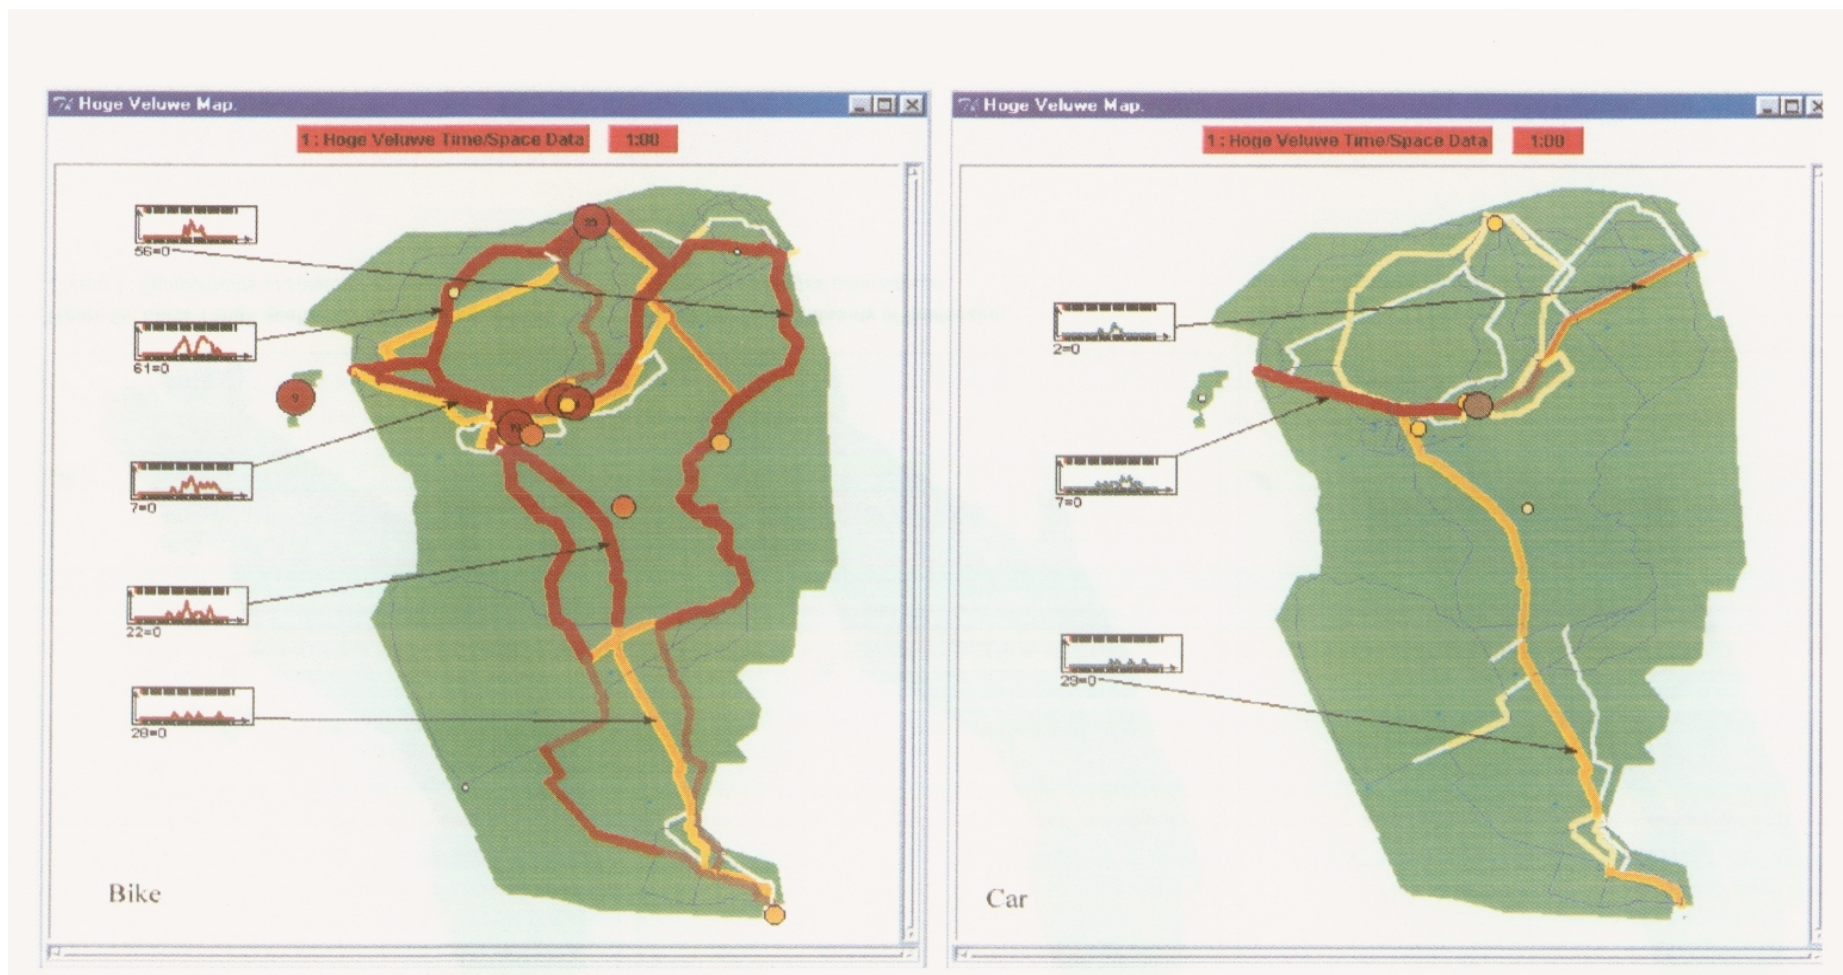 Hoge Veluwe Map.
1 : Hoge Veluwe Time/Space Data 1:00
56=0
61=0
7=0
22=0
28=0
Bike
Hoge Veluwe Map.
1 : Hoge Veluwe Time/Space Data 1:00
2=0
7=0
29=0
Car